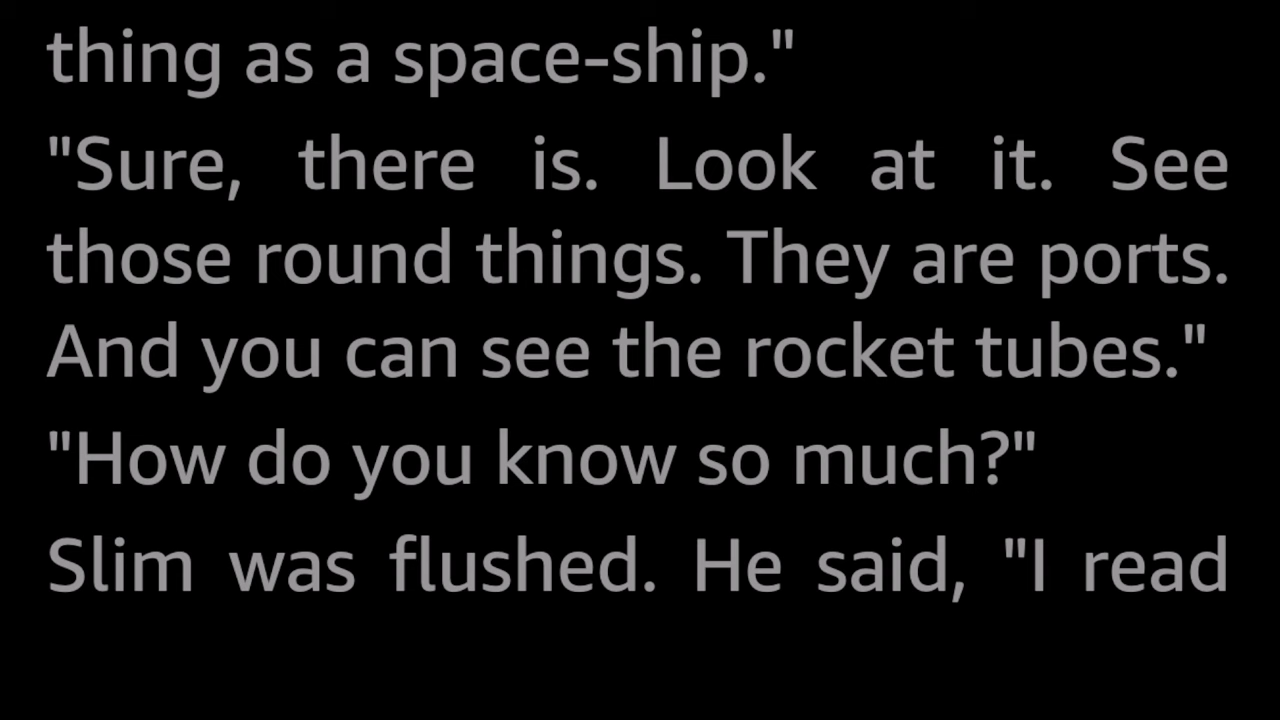 thing as a space-ship."
"Sure, there is. Look at it. See
those round things. They are ports.
And you can see the rocket tubes."
"How do you know so much?"
Slim was flushed. He said, "I read